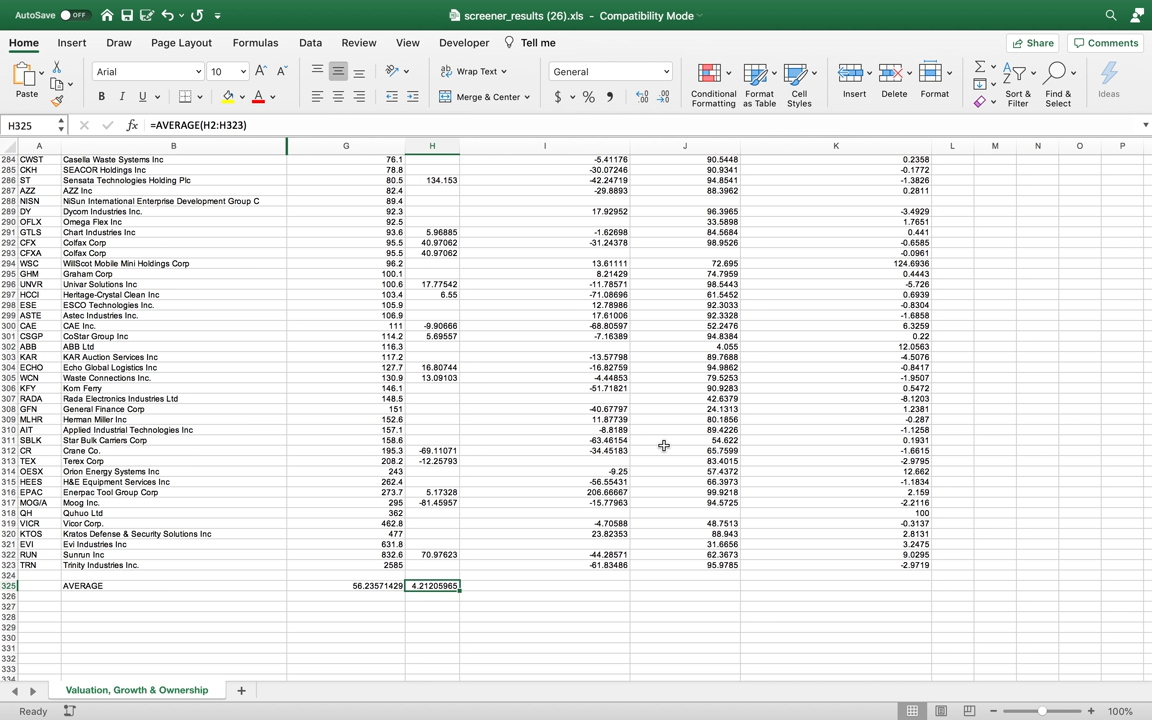 AutoSave OFF screener_results (26).xls - Compatibility Mode
Home Insert Draw Page Layout Formulas Data Review View Developer Tell me Share Comments
Paste Arial 10 A A Wrap Text General Conditional Formatting Format as Table Cell Styles Insert Delete Format Sort & Filter Find & Select Ideas
B I U A Merge & Center $ % 9
H325 fx =AVERAGE(H2:H323)
A B G H I J K L M N O P
284 CWST Casella Waste Systems Inc 76.1 -5.41176 90.5448 0.2358
285 CKH SEACOR Holdings Inc 78.8 -30.07246 90.9341 -0.1772
286 ST Sensata Technologies Holding Plc 80.5 134.153 -42.24719 94.8541 -1.3826
287 AZZ AZZ Inc 82.4 -29.8893 88.3962 0.2811
288 NISN NiSun International Enterprise Development Group C 89.4
289 DY Dycom Industries Inc. 92.3 17.92952 96.3965 -3.4929
290 OFLX Omega Flex Inc 92.5 33.5898 1.7651
291 GTLS Chart Industries Inc 93.6 5.96885 -1.62698 84.5684 0.441
292 CFX Colfax Corp 95.5 40.97062 -31.24378 98.9526 -0.6585
293 CFXA Colfax Corp 95.5 40.97062 -0.0961
294 WSC WillScot Mobile Mini Holdings Corp 96.2 13.61111 72.695 124.6936
295 GHM Graham Corp 100.1 8.21429 74.7959 0.4443
296 UNVR Univar Solutions Inc 100.6 17.77542 -11.78571 98.5443 -5.726
297 HCCI Heritage-Crystal Clean Inc 103.4 6.55 -71.08696 61.5452 0.6939
298 ESE ESCO Technologies Inc. 105.9 12.78986 92.3033 -0.8304
299 ASTE Astec Industries Inc. 106.9 17.61006 92.3328 -1.6858
300 CAE CAE Inc. 111 -9.90666 -68.80597 52.2476 6.3259
301 CSGP CoStar Group Inc 114.2 5.69557 -7.16389 94.8384 0.22
302 ABB ABB Ltd 116.3 4.055 12.0563
303 KAR KAR Auction Services Inc 117.2 -13.57798 89.7688 -4.5076
304 ECHO Echo Global Logistics Inc 127.7 16.80744 -16.82759 94.9862 -0.8417
305 WCN Waste Connections Inc. 130.9 13.09103 -4.44853 79.5253 -1.9507
306 KFY Korn Ferry 146.1 -51.71821 90.9283 0.5472
307 RADA Rada Electronics Industries Ltd 148.5 42.6379 -8.1203
308 GFN General Finance Corp 151 -40.67797 24.1313 1.2381
309 MLHR Herman Miller Inc 152.6 11.87739 80.1856 -0.287
310 AIT Applied Industrial Technologies Inc 157.1 -8.8189 89.4226 -1.1258
311 SBLK Star Bulk Carriers Corp 158.6 -63.46154 54.622 0.1931
312 CR Crane Co. 195.3 -69.11071 -34.45183 65.7599 -1.6615
313 TEX Terex Corp 208.2 -12.25793 83.4015 -2.9795
314 OESX Orion Energy Systems Inc 243 -9.25 57.4372 12.662
315 HEES H&E Equipment Services Inc 262.4 -56.55431 66.3973 -1.1834
316 EPAC Enerpac Tool Group Corp 273.7 5.17328 206.66667 99.9218 2.159
317 MOG/A Moog Inc. 295 -81.45957 -15.77963 94.5725 -2.2116
318 QH Quhuo Ltd 362 100
319 VICR Vicor Corp. 462.8 -4.70588 48.7513 -0.3137
320 KTOS Kratos Defense & Security Solutions Inc 477 23.82353 88.943 2.8131
321 EVI Evi Industries Inc 631.8 31.6656 3.2475
322 RUN Sunrun Inc 832.6 70.97623 -44.28571 62.3673 9.0295
323 TRN Trinity Industries Inc. 2585 -61.83486 95.9785 -2.9719
324
325 AVERAGE 56.23571429 4.21205965
326
327
328
329
330
331
332
333
334
Valuation, Growth & Ownership
Ready 100%